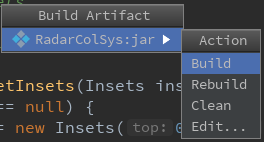 Build Artifact
RadarColSys:jar
Action
Build
Rebuild
Clean
Edit...
etInsets(Insets ins
== null) {
= new Insets( top: 0